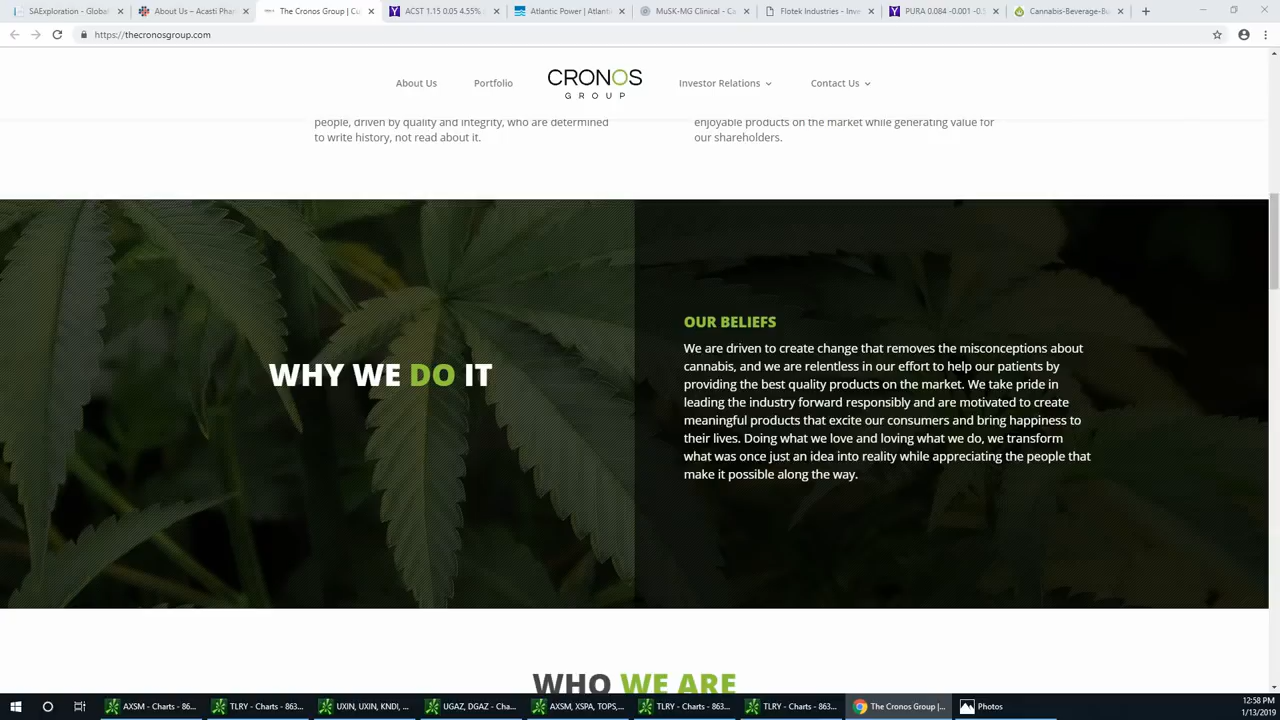 SAExploration - Global
About Us – Acasti Phar
The Cronos Group | Cu
ACST 1.15 0.05 4.55%
Atlantic Power | Atlanti
MuSK-MG Clinical - Ca
Flotek Industries - Inve
PURA 0.084 -0.001 -0.
Cannabis-Beverage-Bu
https://thecronosgroup.com
About Us
Portfolio
CRONOS
GROUP
Investor Relations
Contact Us
people, driven by quality and integrity, who are determined
to write history, not read about it.
enjoyable products on the market while generating value for
our shareholders.
WHY WE DO IT
OUR BELIEFS
We are driven to create change that removes the misconceptions about
cannabis, and we are relentless in our effort to help our patients by
providing the best quality products on the market. We take pride in
leading the industry forward responsibly and are motivated to create
meaningful products that excite our consumers and bring happiness to
their lives. Doing what we love and loving what we do, we transform
what was once just an idea into reality while appreciating the people that
make it possible along the way.
WHO WE ARE
AXSM - Charts - 86...
TLRY - Charts - 863...
UXIN, UXIN, KNDI, ...
UGAZ, DGAZ - Cha...
AXSM, XSPA, TOPS,...
TLRY - Charts - 863...
TLRY - Charts - 863...
The Cronos Group |...
Photos
12:58 PM
1/13/2019